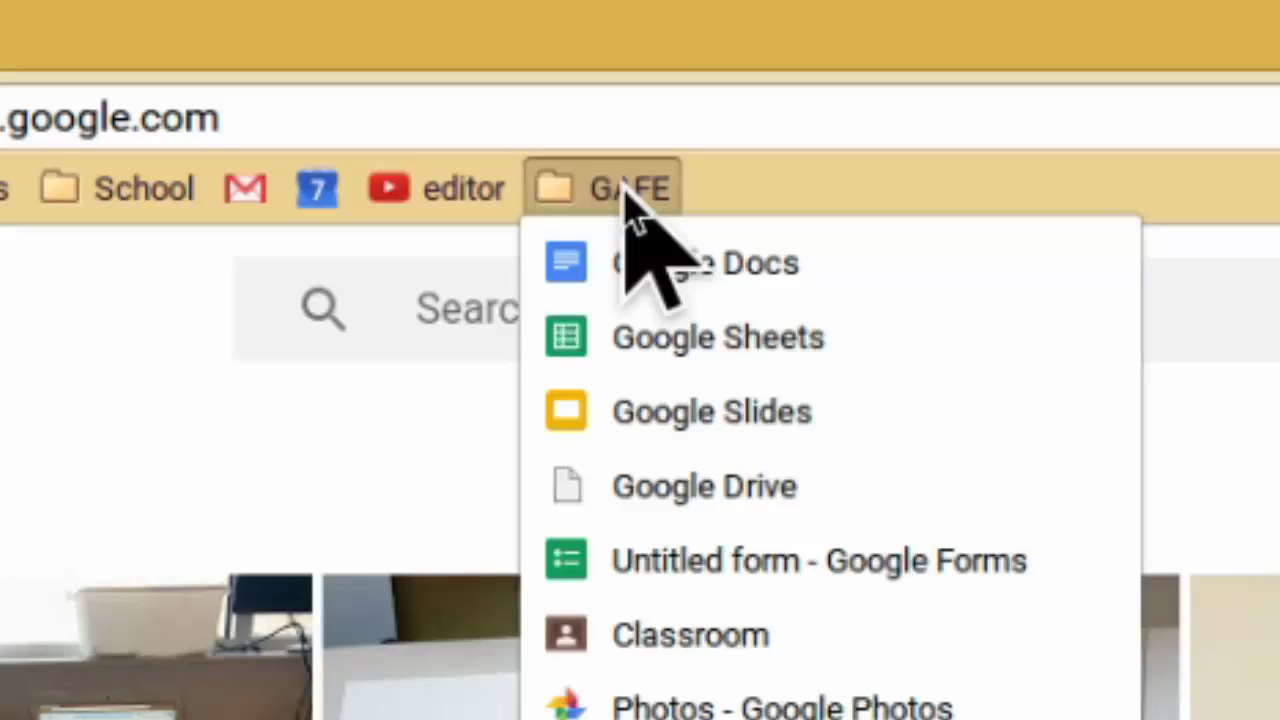 .google.com
s School 7 editor GAFE
Searc
Docs
Google Sheets
Google Slides
Google Drive
Untitled form - Google Forms
Classroom
Photos - Google Photos